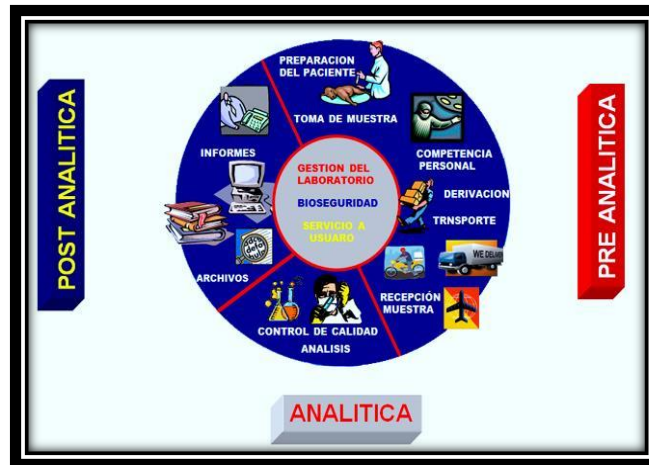 PREPARACION
DEL PACIENTE
TOMA DE MUESTRA
COMPETENCIA
PERSONAL
DERIVACION
TRNSPORTE
WE DELIVER
RECEPCIÓN
MUESTRA
CONTROL DE CALIDAD
ANALISIS
ARCHIVOS
INFORMES
GESTION DEL
LABORATORIO
BIOSEGURIDAD
SERVICIO A
USUARO
POST ANALITICA
PRE ANALITICA
ANALITICA